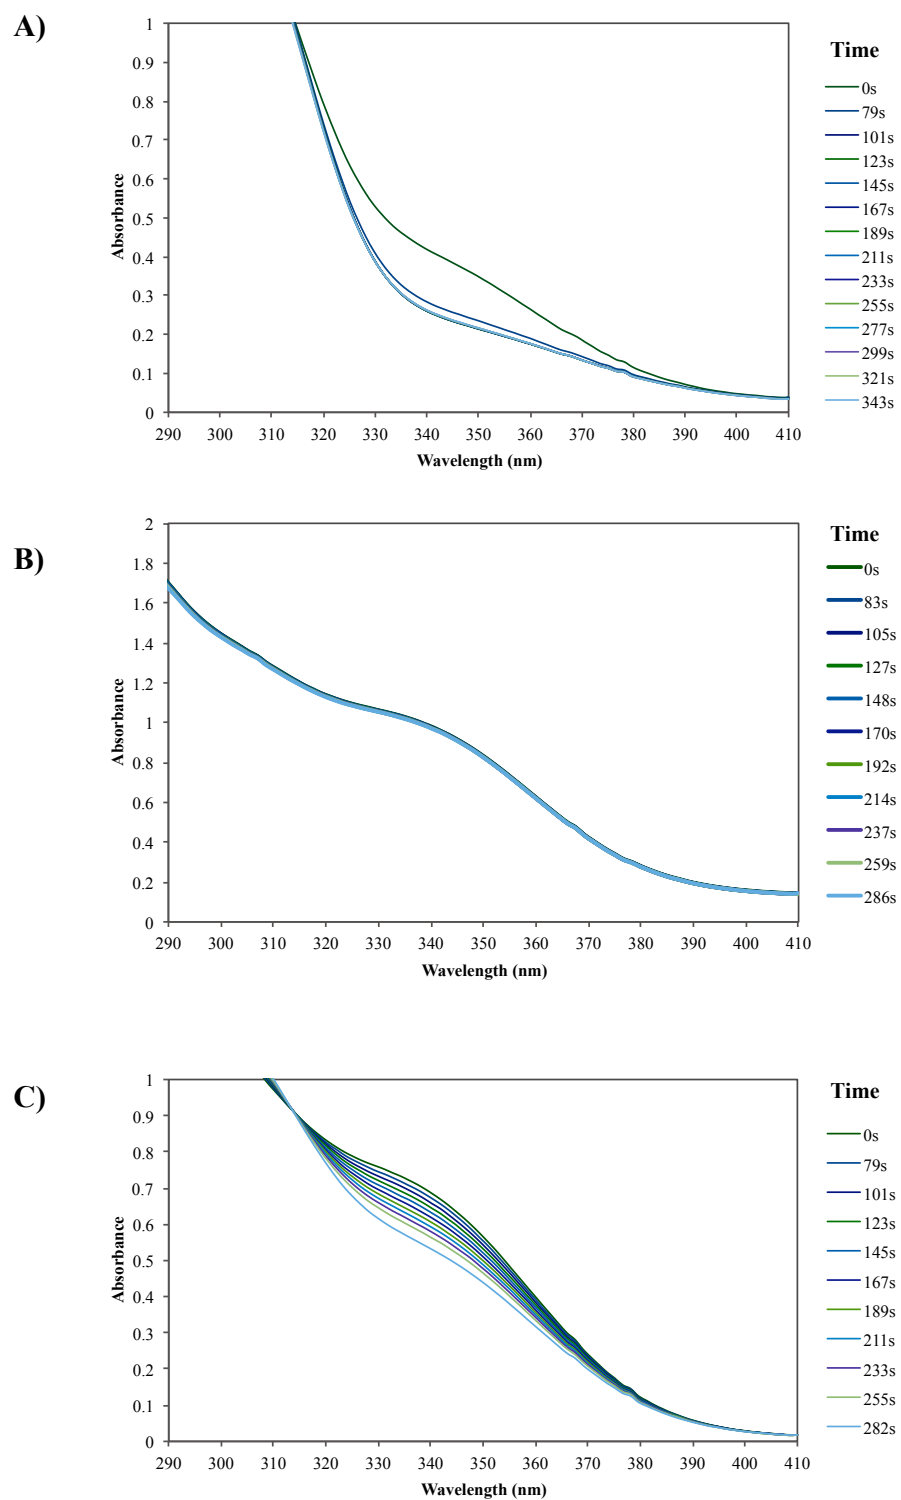 A)
1
0.9
0.8
0.7
0.6
0.5
0.4
0.3
0.2
0.1
0
Absorbance
290 300 310 320 330 340 350 360 370 380 390 400 410
Wavelength (nm)
Time
0s
79s
101s
123s
145s
167s
189s
211s
233s
255s
277s
299s
321s
343s
B)
2
1.8
1.6
1.4
1.2
1
0.8
0.6
0.4
0.2
0
Absorbance
290 300 310 320 330 340 350 360 370 380 390 400 410
Wavelength (nm)
Time
0s
83s
105s
127s
148s
170s
192s
214s
237s
259s
286s
C)
1
0.9
0.8
0.7
0.6
0.5
0.4
0.3
0.2
0.1
0
Absorbance
290 300 310 320 330 340 350 360 370 380 390 400 410
Wavelength (nm)
Time
0s
79s
101s
123s
145s
167s
189s
211s
233s
255s
282s